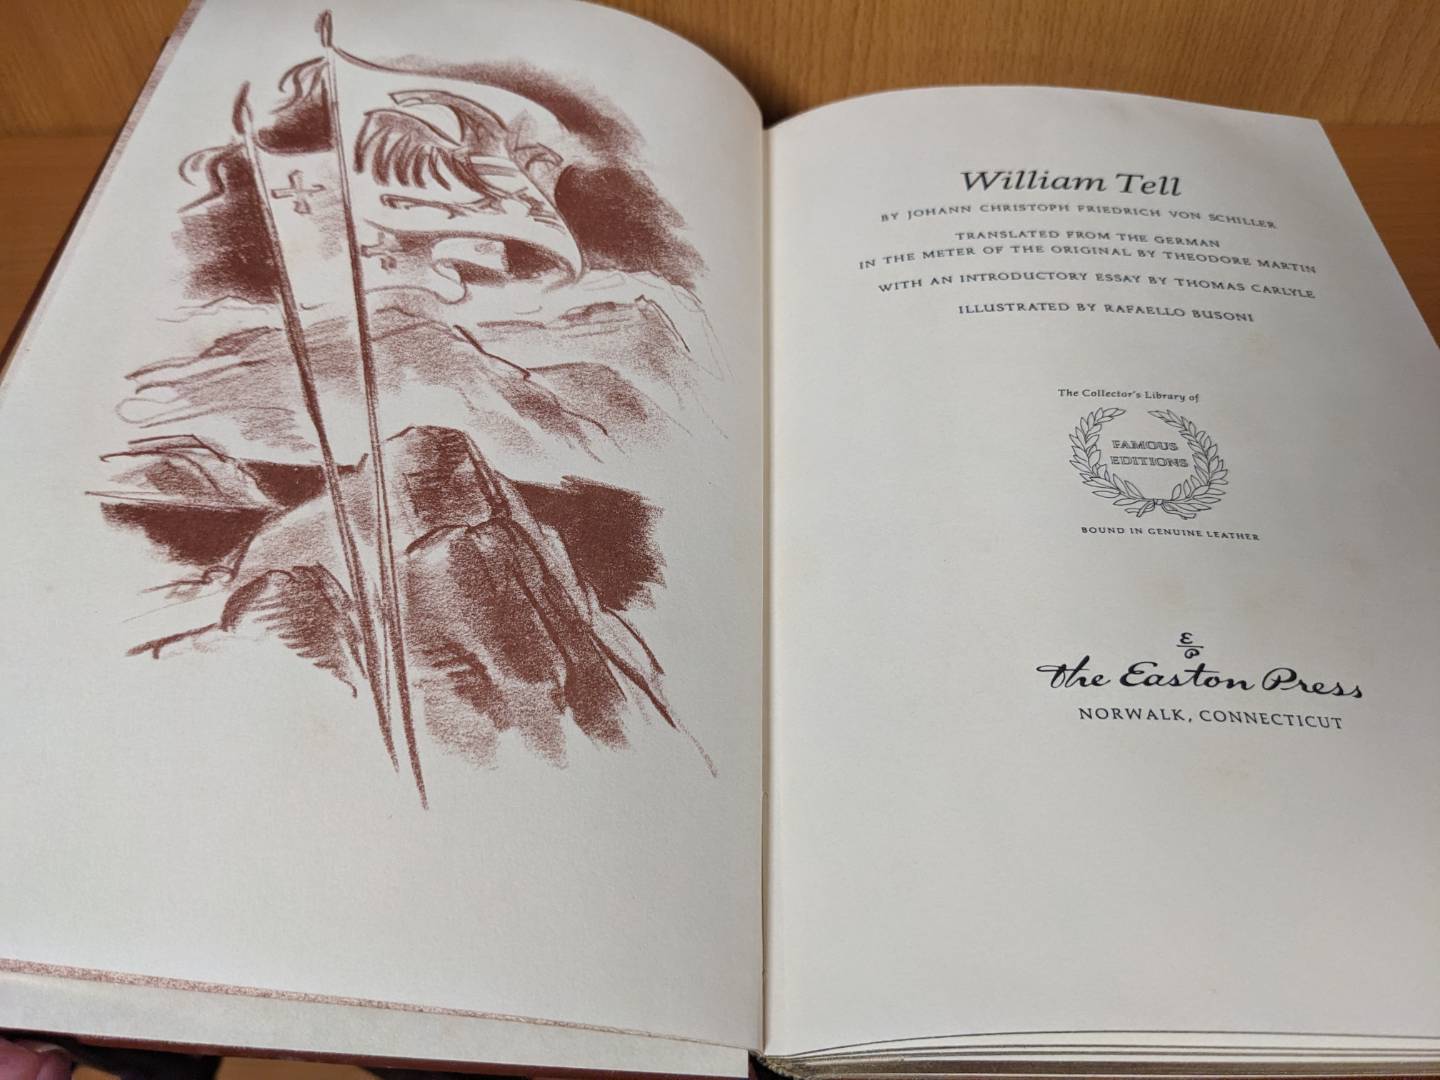 William Tell
BY JOHANN CHRISTOPH FRIEDRICH VON SCHILLER
TRANSLATED FROM THE GERMAN
IN THE METER OF THE ORIGINAL BY THEODORE MARTIN
WITH AN INTRODUCTORY ESSAY BY THOMAS CARLYLE
ILLUSTRATED BY RAFAELLO BUSONI
The Collector's Library of
FAMOUS
EDITIONS
BOUND IN GENUINE LEATHER
E
P
The Easton Press
NORWALK, CONNECTICUT